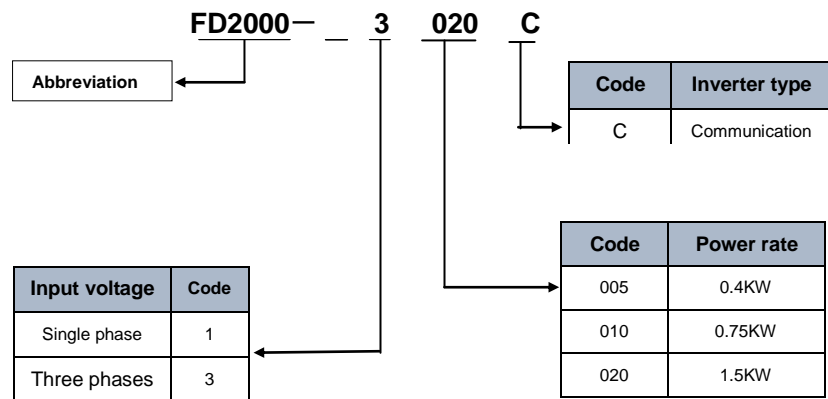 FD2000— _ 3 020 C
Abbreviation
Code Inverter type
C Communication
Code Power rate
005 0.4KW
010 0.75KW
020 1.5KW
Input voltage Code
Single phase 1
Three phases 3